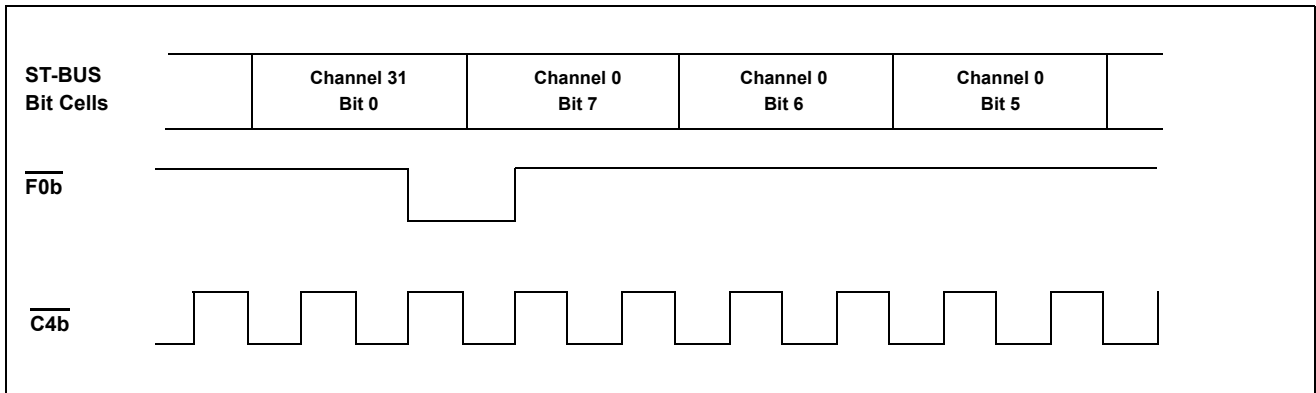 ST-BUS
Bit Cells
Channel 31
Bit 0
Channel 0
Bit 7
Channel 0
Bit 6
Channel 0
Bit 5
F0b
C4b